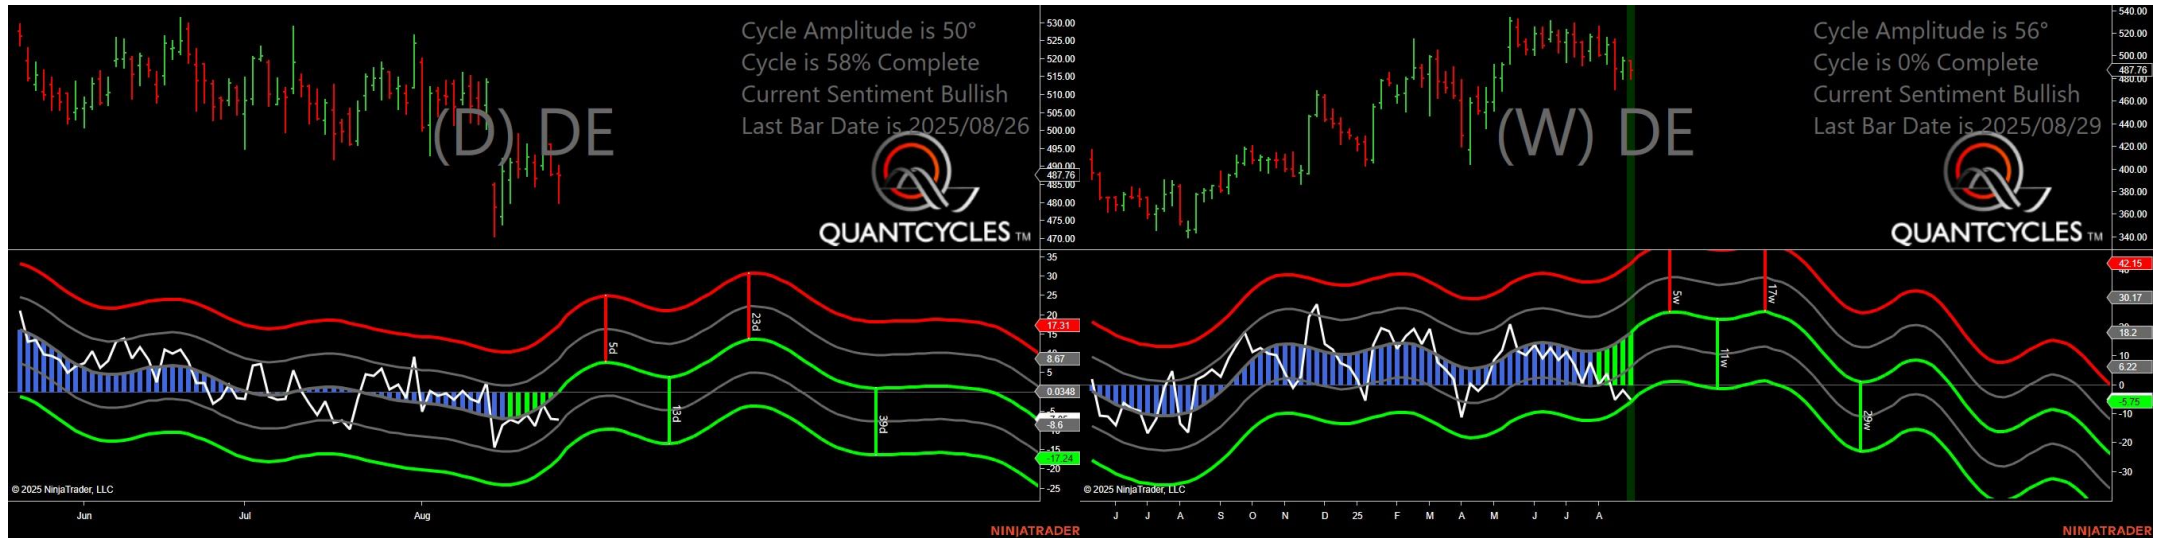 Cycle Amplitude is 50°
Cycle is 58% Complete
Current Sentiment Bullish
Last Bar Date is 2025/08/26
(D) DE
QUANTCYCLES TM
530.00
525.00
520.00
515.00
510.00
505.00
500.00
495.00
490.00
487.76
485.00
480.00
475.00
470.00
35
30
25
20
17.31
15
8.67
5
0.0348
-5
-8.6
-10
-15
-17.24
-20
-25
5d
13d
23d
39d
© 2025 NinjaTrader, LLC
Jun
Jul
Aug
NINJATRADER
Cycle Amplitude is 56°
Cycle is 0% Complete
Current Sentiment Bullish
Last Bar Date is 2025/08/29
(W) DE
QUANTCYCLES TM
540.00
520.00
500.00
487.76
480.00
460.00
440.00
420.00
400.00
380.00
360.00
340.00
42.15
40
30.17
18.2
10
6.22
0
-5.75
-10
-20
-30
5w
11w
17w
29w
© 2025 NinjaTrader, LLC
J
J
A
S
O
N
D
25
F
M
A
M
J
J
A
NINJATRADER